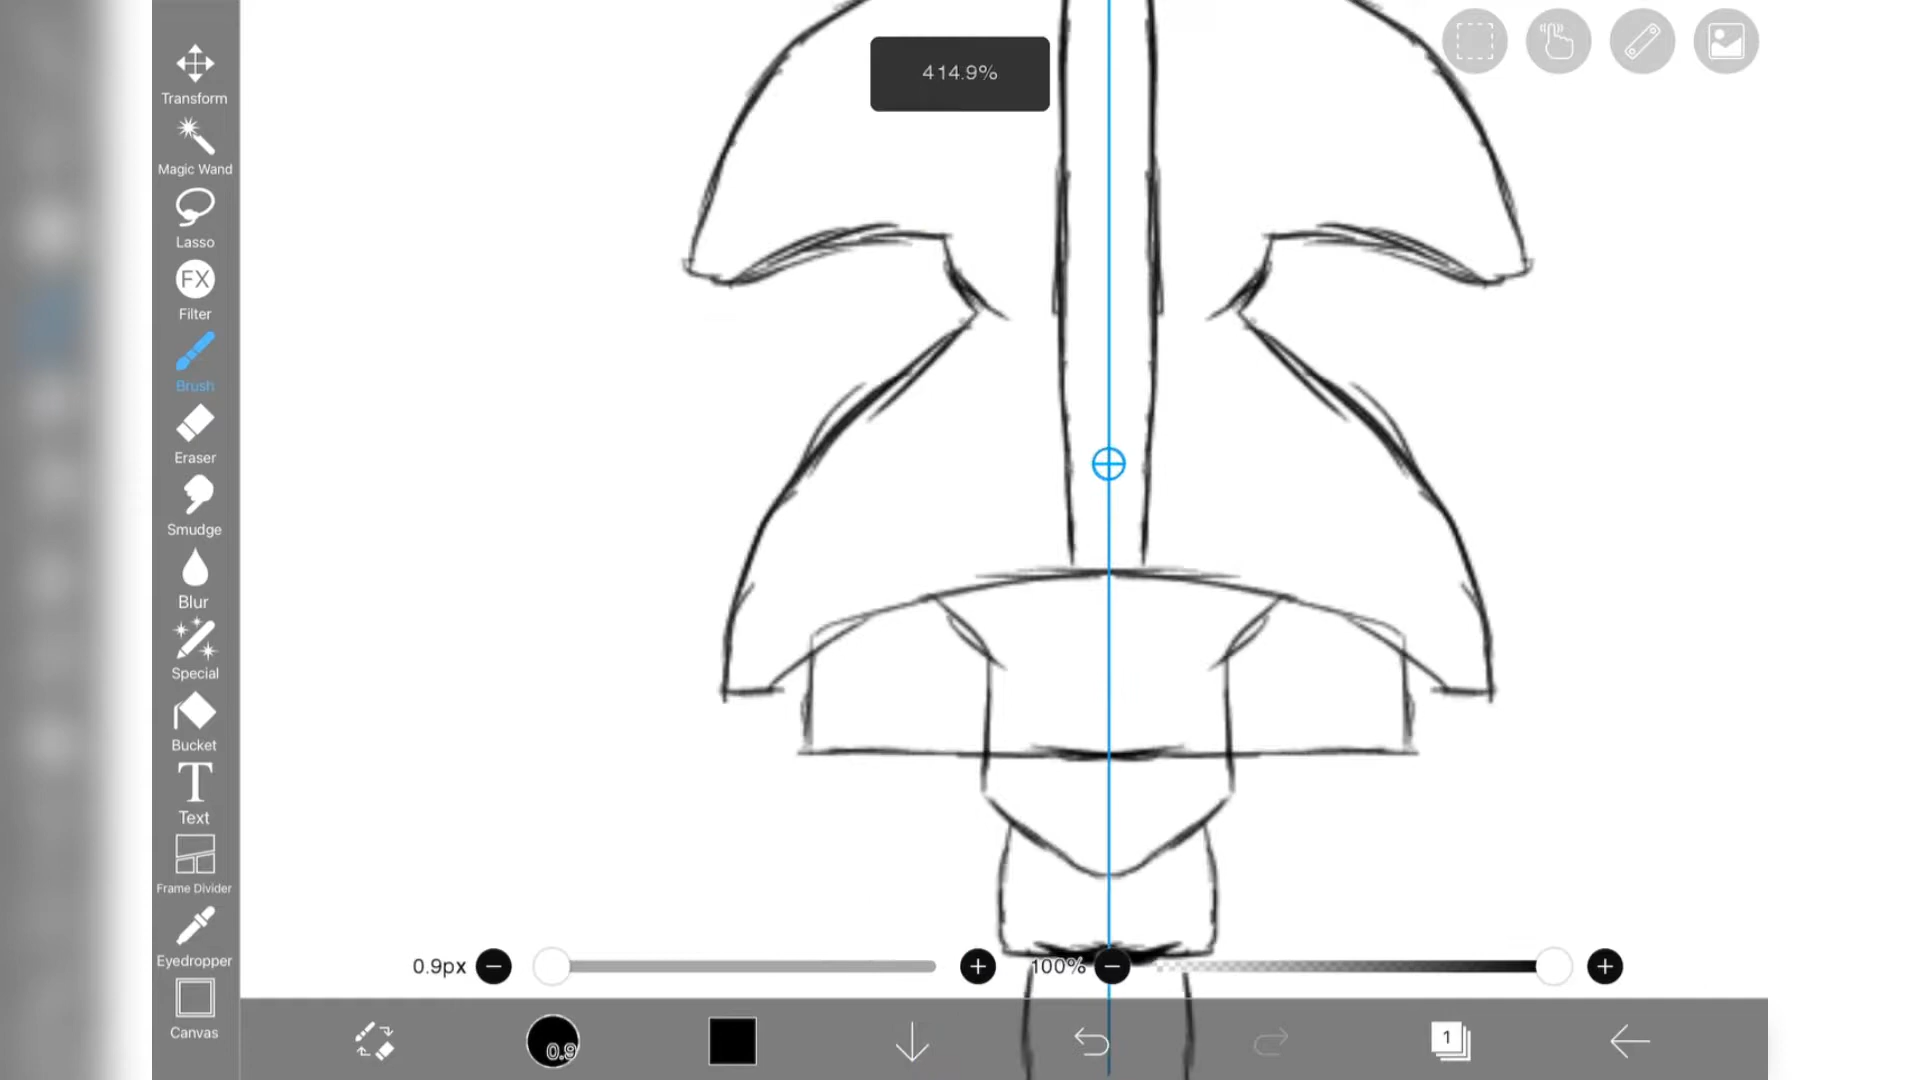 414.9%
Transform
Magic Wand
Lasso
FX
Filter
Brush
Eraser
Smudge
Blur
Special
Bucket
T
Text
Frame Divider
Eyedropper
Canvas
0.9px
100%
0.9
1